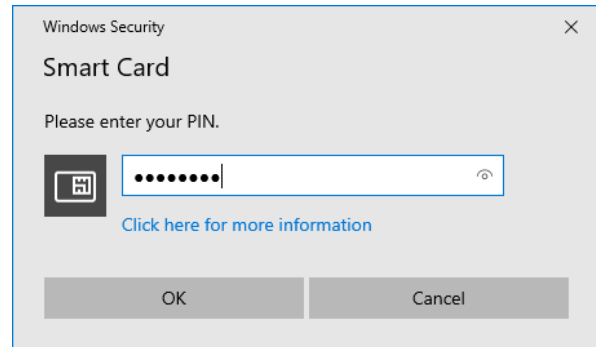 Windows Security
Smart Card
Please enter your PIN.
••••••••
Click here for more information
OK
Cancel